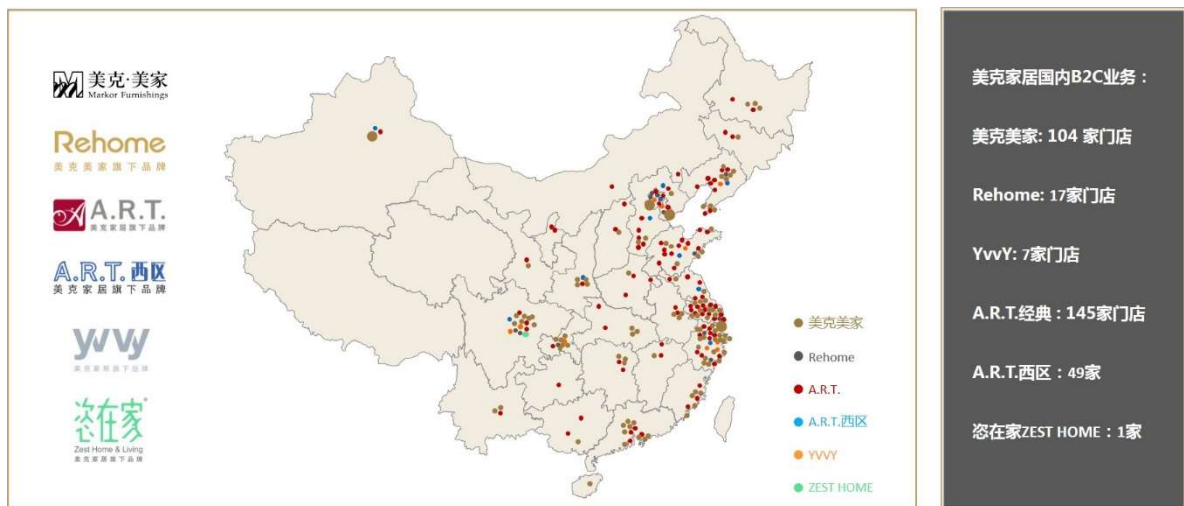 美克·美家
Markor Furnishings
Rehome
美克美家旗下品牌
A.R.T.
美克家居旗下品牌
A.R.T.西区
美克家居旗下品牌
yvvy
美克家居旗下品牌
恣在家
Zest Home & Living
美克家居旗下品牌
美克美家
Rehome
A.R.T.
A.R.T.西区
YVVY
ZEST HOME
美克家居国内B2C业务：
美克美家: 104 家门店
Rehome: 17家门店
YvvY: 7家门店
A.R.T.经典：145家门店
A.R.T.西区：49家
恣在家ZEST HOME：1家